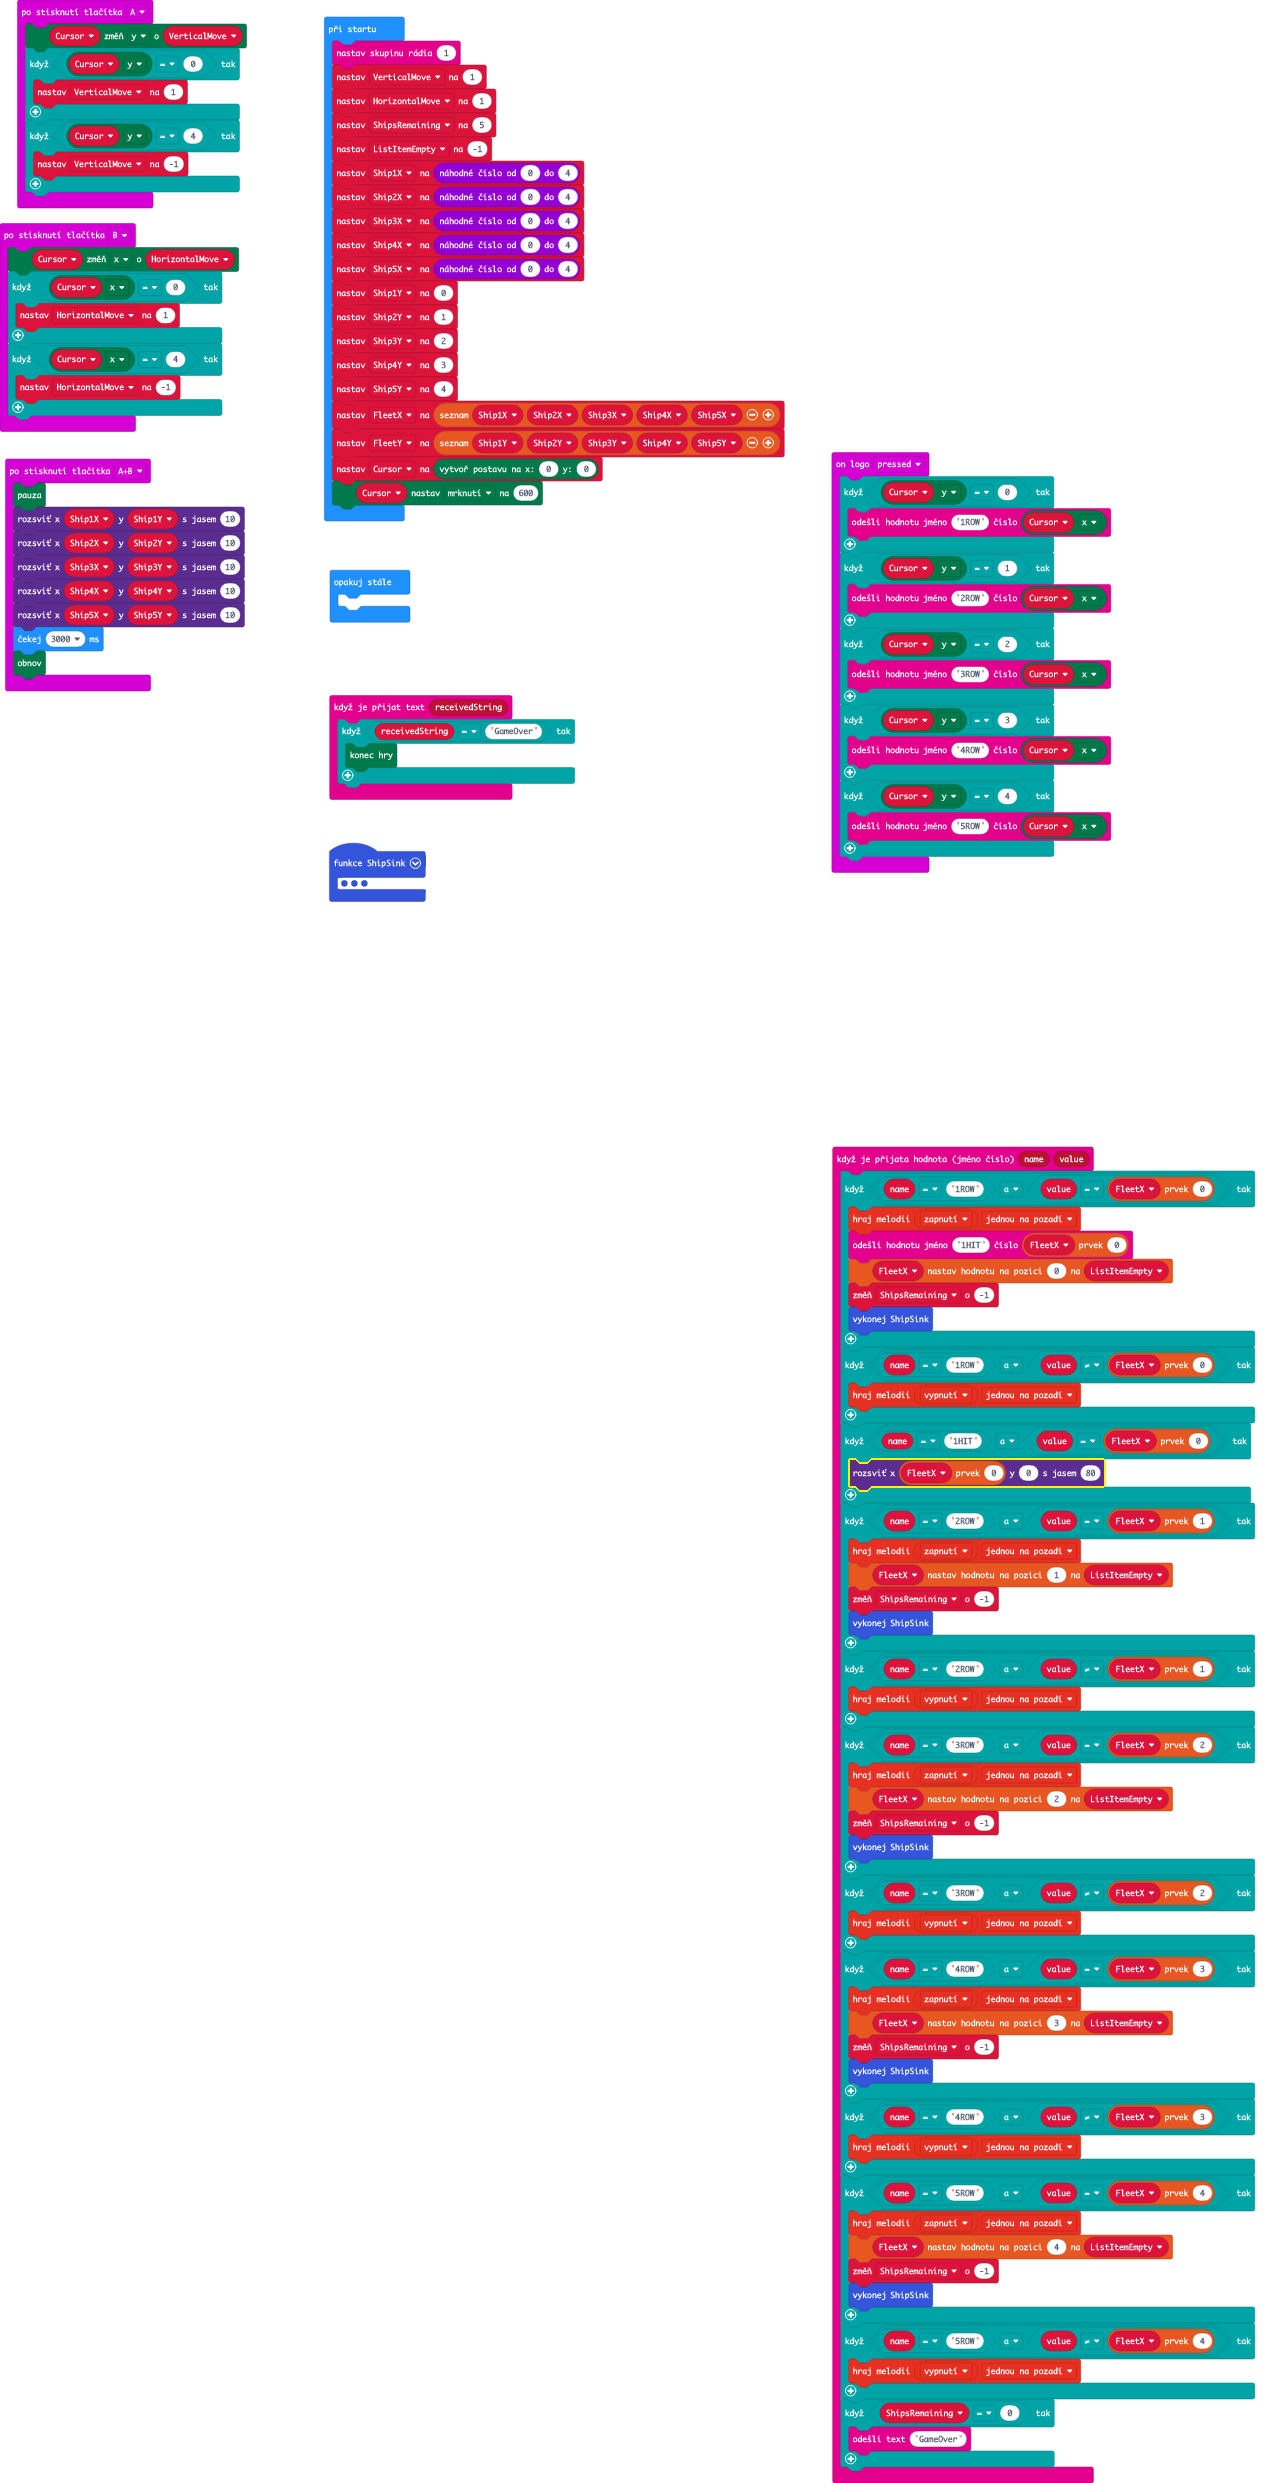 po stisknutí tlačítka A
Cursor změň y o VerticalMove
když Cursor y = 0 tak
nastav VerticalMove na 1
když Cursor y = 4 tak
nastav VerticalMove na -1
po stisknutí tlačítka B
Cursor změň x o HorizontalMove
když Cursor x = 0 tak
nastav HorizontalMove na 1
když Cursor x = 4 tak
nastav HorizontalMove na -1
po stisknutí tlačítka A+B
pauza
rozsviť x Ship1X y Ship1Y s jasem 10
rozsviť x Ship2X y Ship2Y s jasem 10
rozsviť x Ship3X y Ship3Y s jasem 10
rozsviť x Ship4X y Ship4Y s jasem 10
rozsviť x Ship5X y Ship5Y s jasem 10
čekej 3000 ms
obnov
při startu
nastav skupinu rádia 1
nastav VerticalMove na 1
nastav HorizontalMove na 1
nastav ShipsRemaining na 5
nastav ListItemEmpty na -1
nastav Ship1X na náhodné číslo od 0 do 4
nastav Ship2X na náhodné číslo od 0 do 4
nastav Ship3X na náhodné číslo od 0 do 4
nastav Ship4X na náhodné číslo od 0 do 4
nastav Ship5X na náhodné číslo od 0 do 4
nastav Ship1Y na 0
nastav Ship2Y na 1
nastav Ship3Y na 2
nastav Ship4Y na 3
nastav Ship5Y na 4
nastav FleetX na seznam Ship1X Ship2X Ship3X Ship4X Ship5X
nastav FleetY na seznam Ship1Y Ship2Y Ship3Y Ship4Y Ship5Y
nastav Cursor na vytvoř postavu na x: 0 y: 0
Cursor nastav mrknutí na 600
opakuj stále
když je přijat text receivedString
když receivedString = "GameOver" tak
konec hry
funkce ShipSink
on logo pressed
když Cursor y = 0 tak
odešli hodnotu jméno "1ROW" číslo Cursor x
když Cursor y = 1 tak
odešli hodnotu jméno "2ROW" číslo Cursor x
když Cursor y = 2 tak
odešli hodnotu jméno "3ROW" číslo Cursor x
když Cursor y = 3 tak
odešli hodnotu jméno "4ROW" číslo Cursor x
když Cursor y = 4 tak
odešli hodnotu jméno "5ROW" číslo Cursor x
když je přijata hodnota (jméno číslo) name value
když name = "1ROW" a value = FleetX prvek 0 tak
hraj melodii zapnutí jednou na pozadí
odešli hodnotu jméno "1HIT" číslo FleetX prvek 0
FleetX nastav hodnotu na pozici 0 na ListItemEmpty
změň ShipsRemaining o -1
vykonej ShipSink
když name = "1ROW" a value ≠ FleetX prvek 0 tak
hraj melodii vypnutí jednou na pozadí
když name = "1HIT" a value = FleetX prvek 0 tak
rozsviť x FleetX prvek 0 y 0 s jasem 80
když name = "2ROW" a value = FleetX prvek 1 tak
hraj melodii zapnutí jednou na pozadí
FleetX nastav hodnotu na pozici 1 na ListItemEmpty
změň ShipsRemaining o -1
vykonej ShipSink
když name = "2ROW" a value ≠ FleetX prvek 1 tak
hraj melodii vypnutí jednou na pozadí
když name = "3ROW" a value = FleetX prvek 2 tak
hraj melodii zapnutí jednou na pozadí
FleetX nastav hodnotu na pozici 2 na ListItemEmpty
změň ShipsRemaining o -1
vykonej ShipSink
když name = "3ROW" a value ≠ FleetX prvek 2 tak
hraj melodii vypnutí jednou na pozadí
když name = "4ROW" a value = FleetX prvek 3 tak
hraj melodii zapnutí jednou na pozadí
FleetX nastav hodnotu na pozici 3 na ListItemEmpty
změň ShipsRemaining o -1
vykonej ShipSink
když name = "4ROW" a value ≠ FleetX prvek 3 tak
hraj melodii vypnutí jednou na pozadí
když name = "5ROW" a value = FleetX prvek 4 tak
hraj melodii zapnutí jednou na pozadí
FleetX nastav hodnotu na pozici 4 na ListItemEmpty
změň ShipsRemaining o -1
vykonej ShipSink
když name = "5ROW" a value ≠ FleetX prvek 4 tak
hraj melodii vypnutí jednou na pozadí
když ShipsRemaining = 0 tak
odešli text "GameOver"